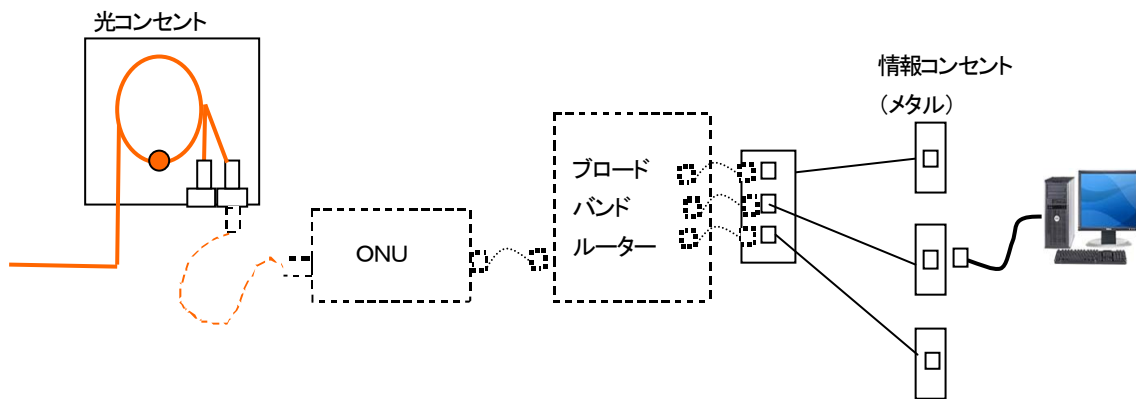 光コンセント
ONU
ブロード
バンド
ルーター
情報コンセント
（メタル）